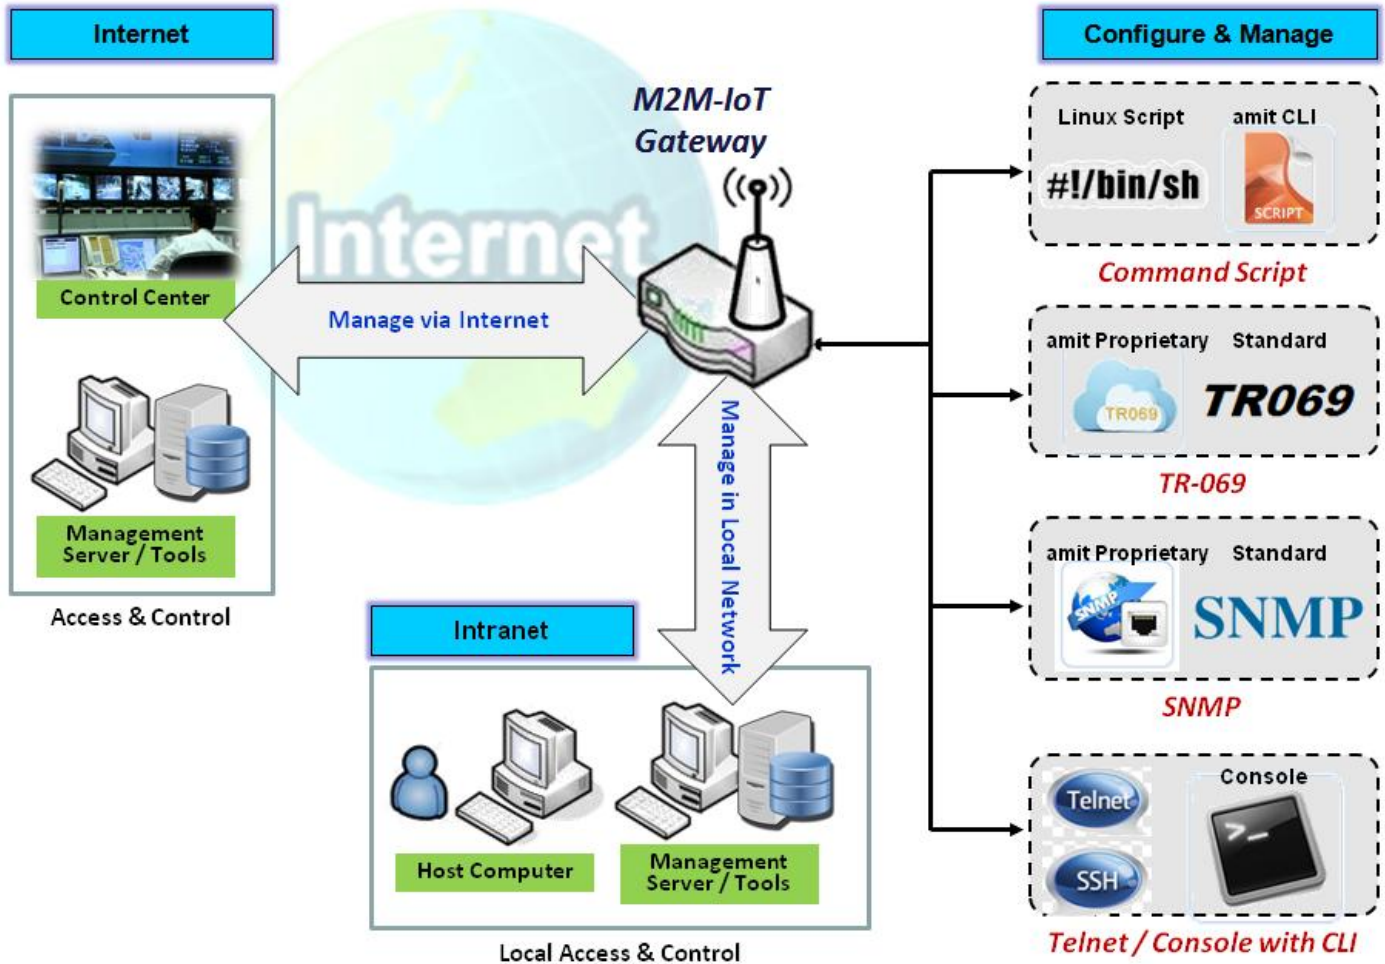 Internet
Configure & Manage
M2M-IoT
Gateway
Internet
Control Center
Manage via Internet
Management
Server / Tools
Access & Control
Manage in Local Network
Intranet
Host Computer
Management
Server / Tools
Local Access & Control
Linux Script
amit CLI
#!/bin/sh
SCRIPT
Command Script
amit Proprietary
Standard
TR069
TR069
TR-069
amit Proprietary
Standard
SNMP
SNMP
SNMP
Telnet
Console
>_
SSH
Telnet / Console with CLI